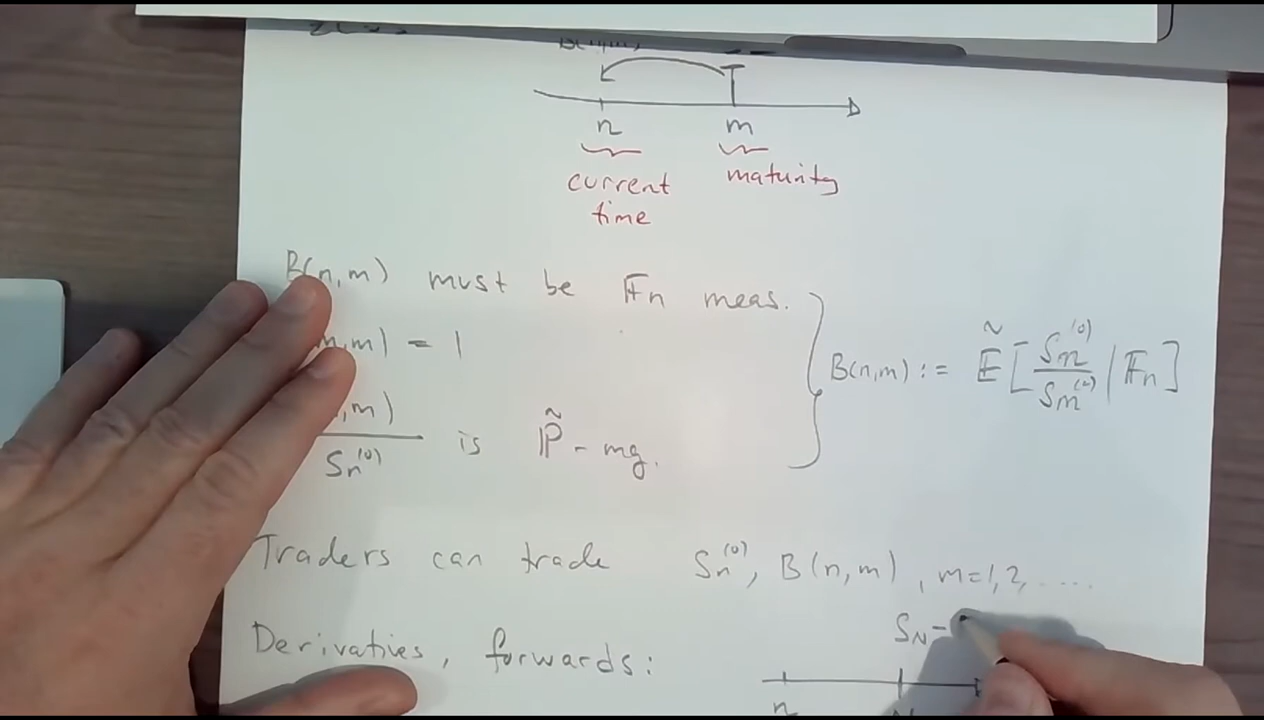 n m
current time
maturity
B(n,m) must be 𝔽n meas.
m,m) = 1
,m) / Sn⁽⁰⁾ is ℙ̃ - mg.
B(n,m) := 𝔼̃ [ Sn⁽⁰⁾ / Sm⁽⁰⁾ | 𝔽n ]
Traders can trade Sn⁽⁰⁾, B(n,m), m=1,2, ....
Derivaties, forwards:
SN -
n